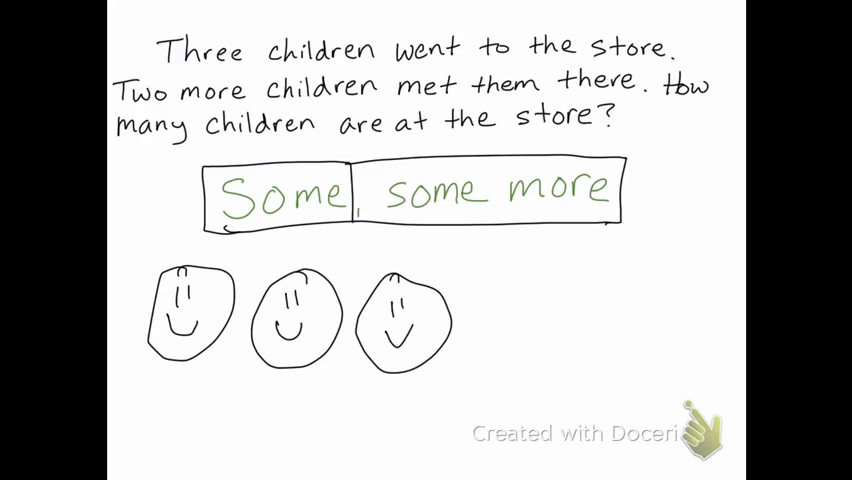 Three children went to the store.
Two more children met them there. How
many children are at the store?
Some, some more
Created with Doceri